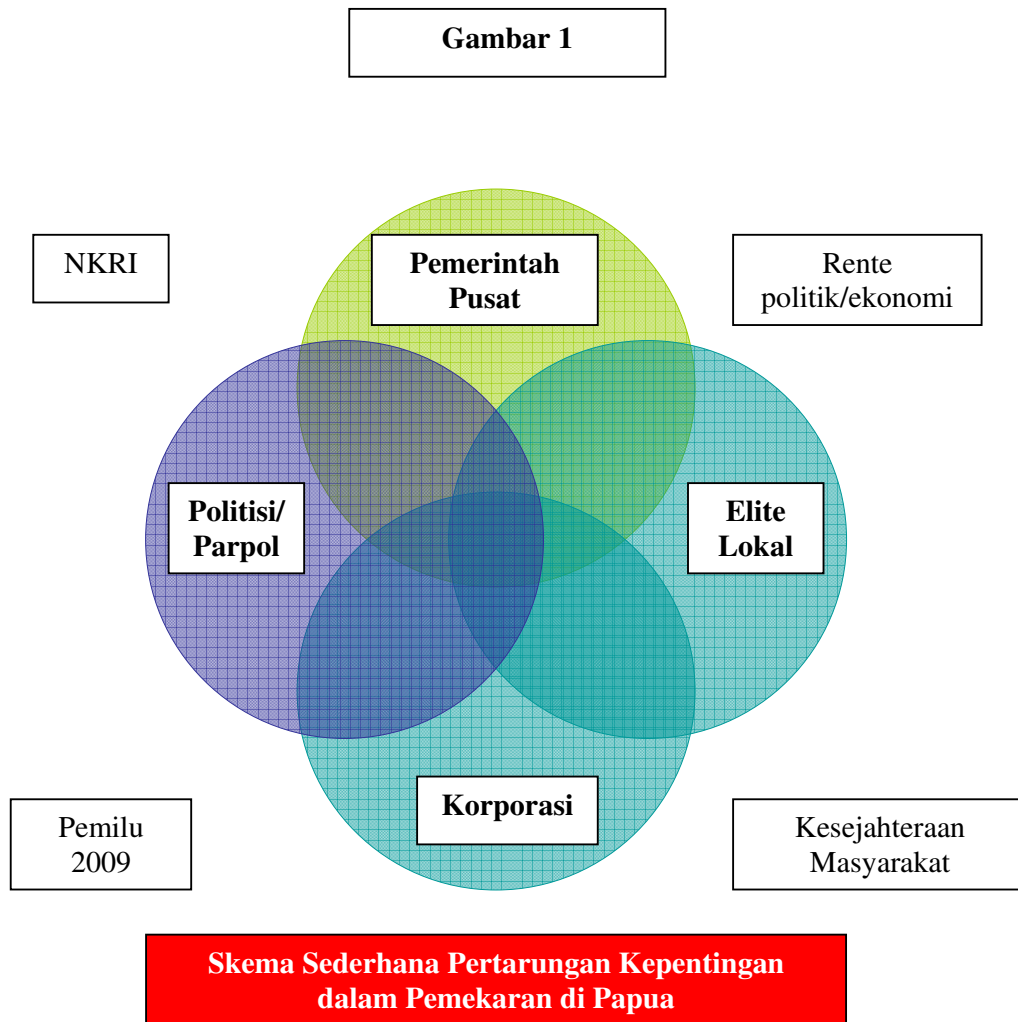 Gambar 1
NKRI
Pemerintah
Pusat
Rente
politik/ekonomi
Politisi/
Parpol
Elite
Lokal
Korporasi
Pemilu
2009
Kesejahteraan
Masyarakat
Skema Sederhana Pertarungan Kepentingan
dalam Pemekaran di Papua